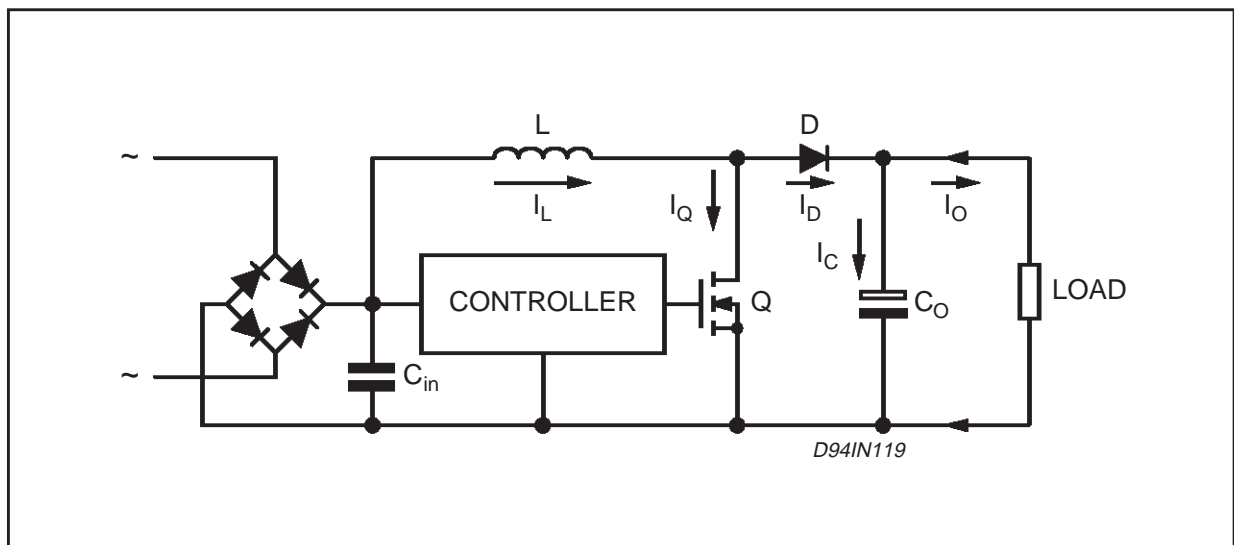 ~
L
D
I_L
I_Q
I_D
I_O
I_C
CONTROLLER
Q
C_O
LOAD
~
C_in
D94IN119